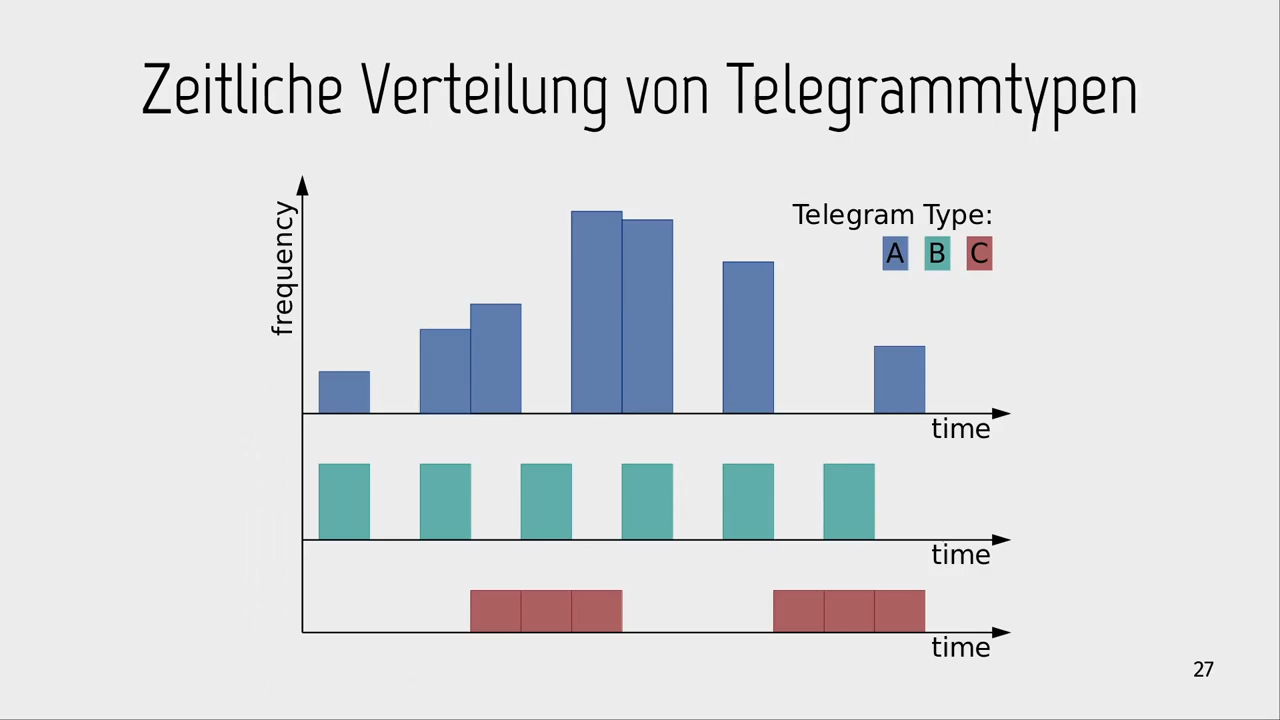 Zeitliche Verteilung von Telegrammtypen
frequency
Telegram Type:
A B C
time
time
time
27